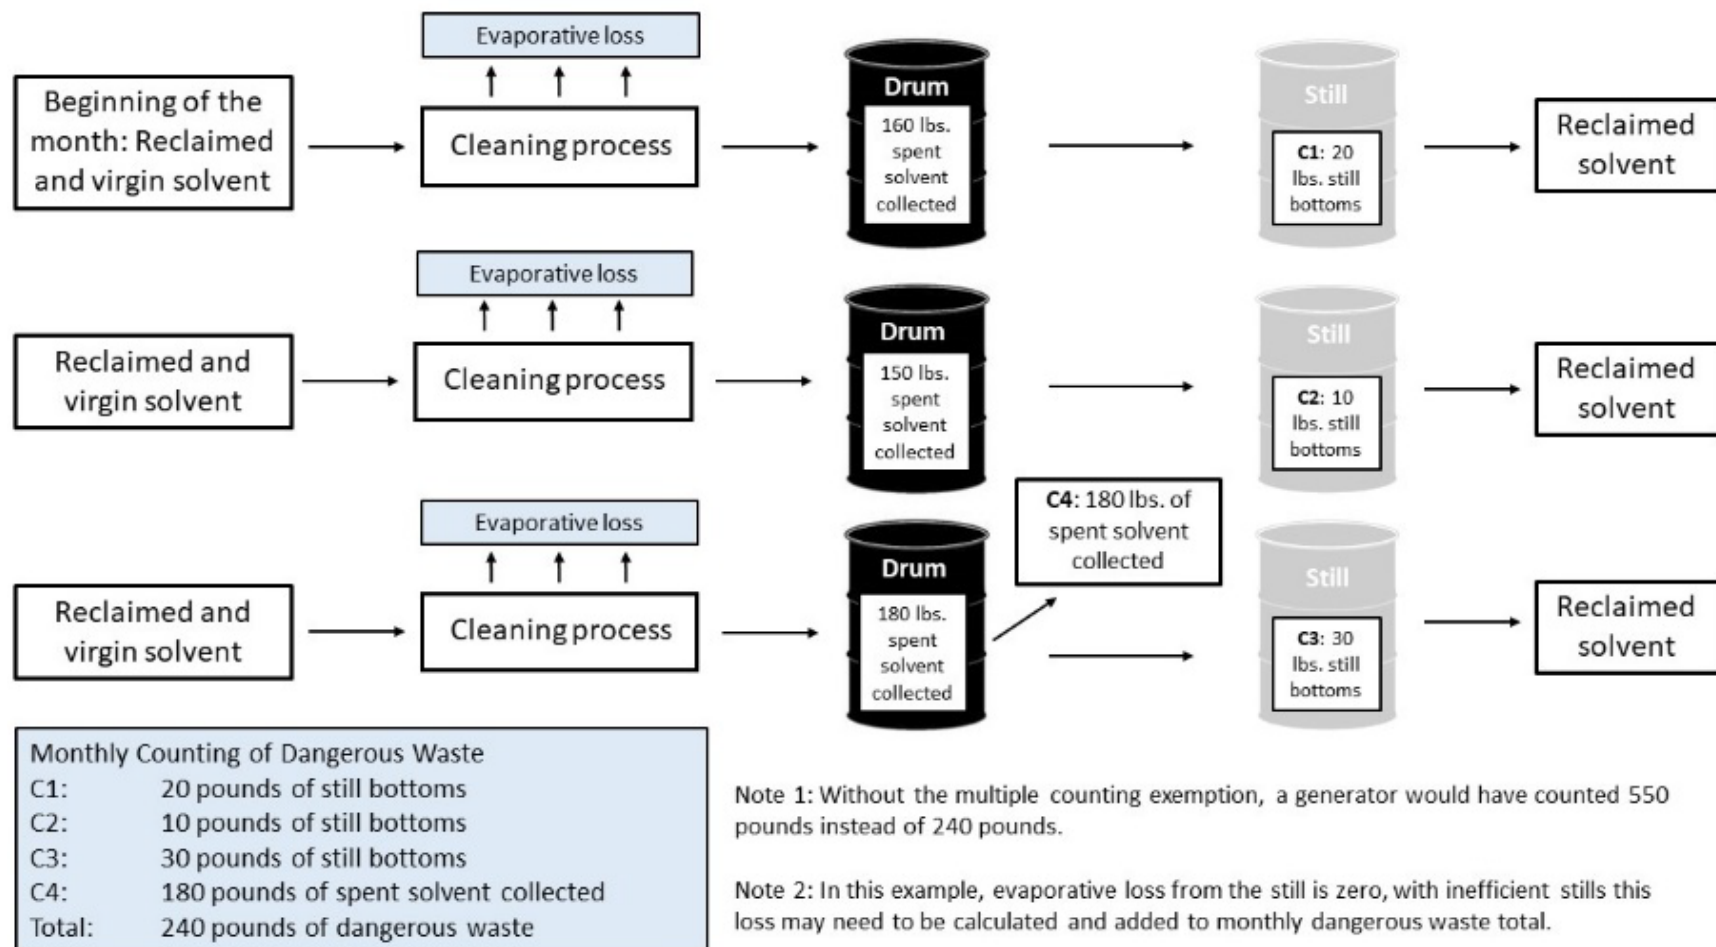 Evaporative loss
Beginning of the
month: Reclaimed
and virgin solvent
Cleaning process
Drum
160 lbs.
spent
solvent
collected
Still
C1: 20
lbs. still
bottoms
Reclaimed
solvent
Evaporative loss
Reclaimed and
virgin solvent
Cleaning process
Drum
150 lbs.
spent
solvent
collected
Still
C2: 10
lbs. still
bottoms
Reclaimed
solvent
Evaporative loss
Reclaimed and
virgin solvent
Cleaning process
Drum
180 lbs.
spent
solvent
collected
C4: 180 lbs. of
spent solvent
collected
Still
C3: 30
lbs. still
bottoms
Reclaimed
solvent
Monthly Counting of Dangerous Waste
C1: 20 pounds of still bottoms
C2: 10 pounds of still bottoms
C3: 30 pounds of still bottoms
C4: 180 pounds of spent solvent collected
Total: 240 pounds of dangerous waste
Note 1: Without the multiple counting exemption, a generator would have counted 550
pounds instead of 240 pounds.
Note 2: In this example, evaporative loss from the still is zero, with inefficient stills this
loss may need to be calculated and added to monthly dangerous waste total.